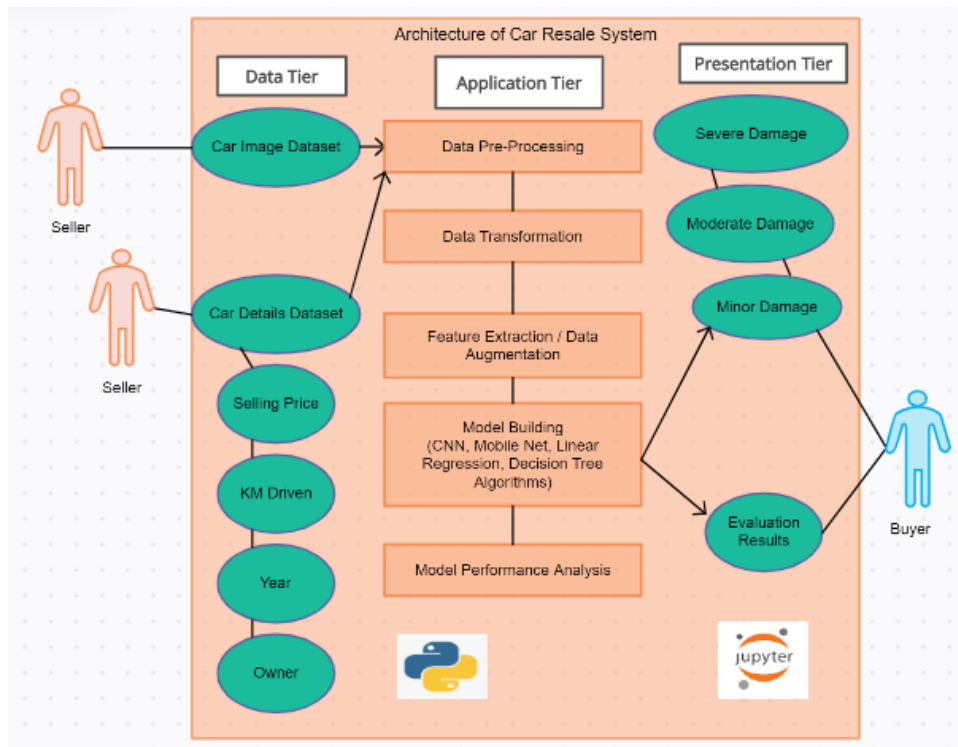 Architecture of Car Resale System
Data Tier
Application Tier
Presentation Tier
Seller
Car Image Dataset
Data Pre-Processing
Severe Damage
Data Transformation
Moderate Damage
Seller
Car Details Dataset
Feature Extraction / Data
Augmentation
Minor Damage
Selling Price
Model Building
(CNN, Mobile Net, Linear
Regression, Decision Tree
Algorithms)
KM Driven
Evaluation
Results
Buyer
Year
Model Performance Analysis
Owner
jupyter